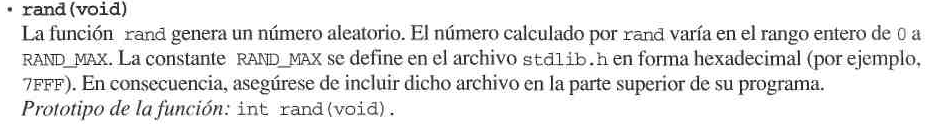 • rand(void)
La función rand genera un número aleatorio. El número calculado por rand varía en el rango entero de 0 a
RAND_MAX. La constante RAND_MAX se define en el archivo stdlib.h en forma hexadecimal (por ejemplo,
7FFF). En consecuencia, asegúrese de incluir dicho archivo en la parte superior de su programa.
Prototipo de la función: int rand(void).